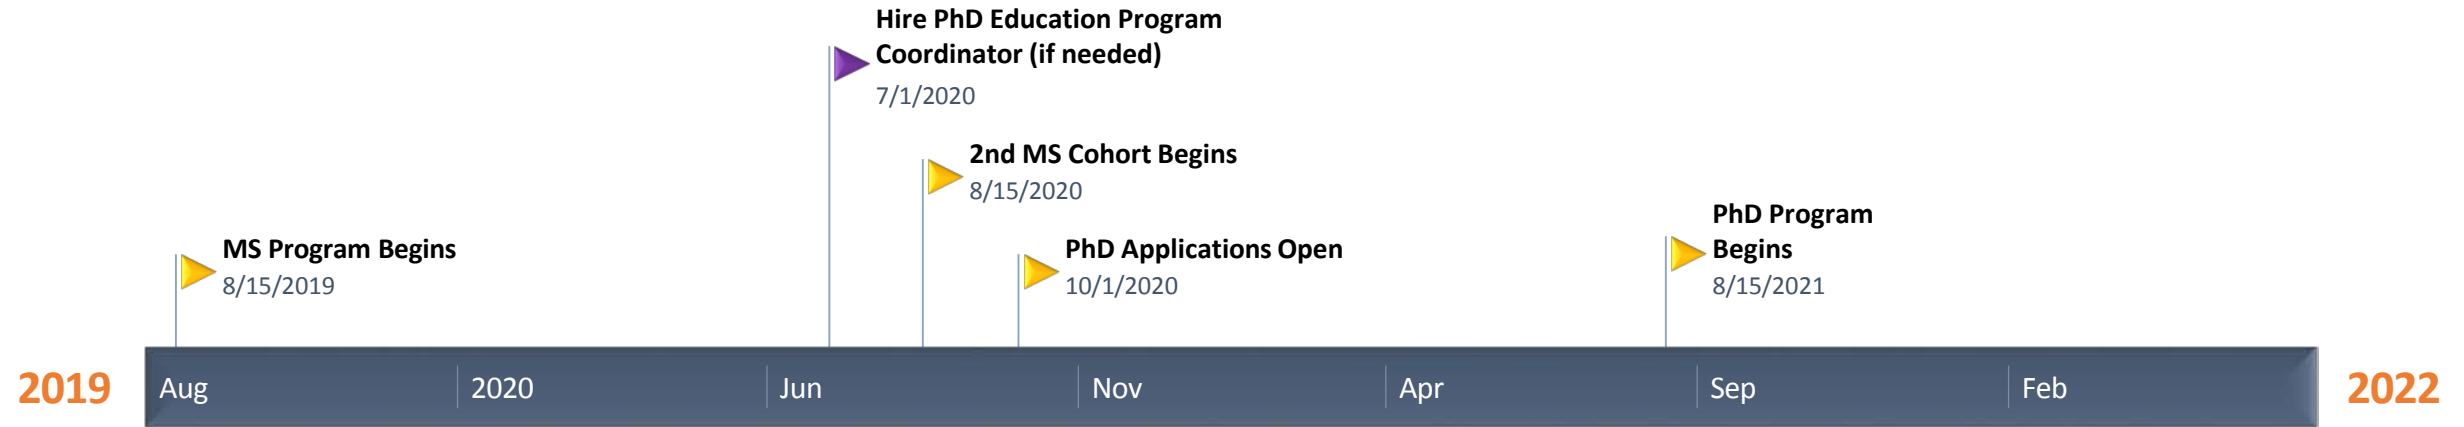 Hire PhD Education Program
Coordinator (if needed)
7/1/2020
2nd MS Cohort Begins
8/15/2020
MS Program Begins
8/15/2019
PhD Applications Open
10/1/2020
PhD Program
Begins
8/15/2021
2019
Aug
2020
Jun
Nov
Apr
Sep
Feb
2022